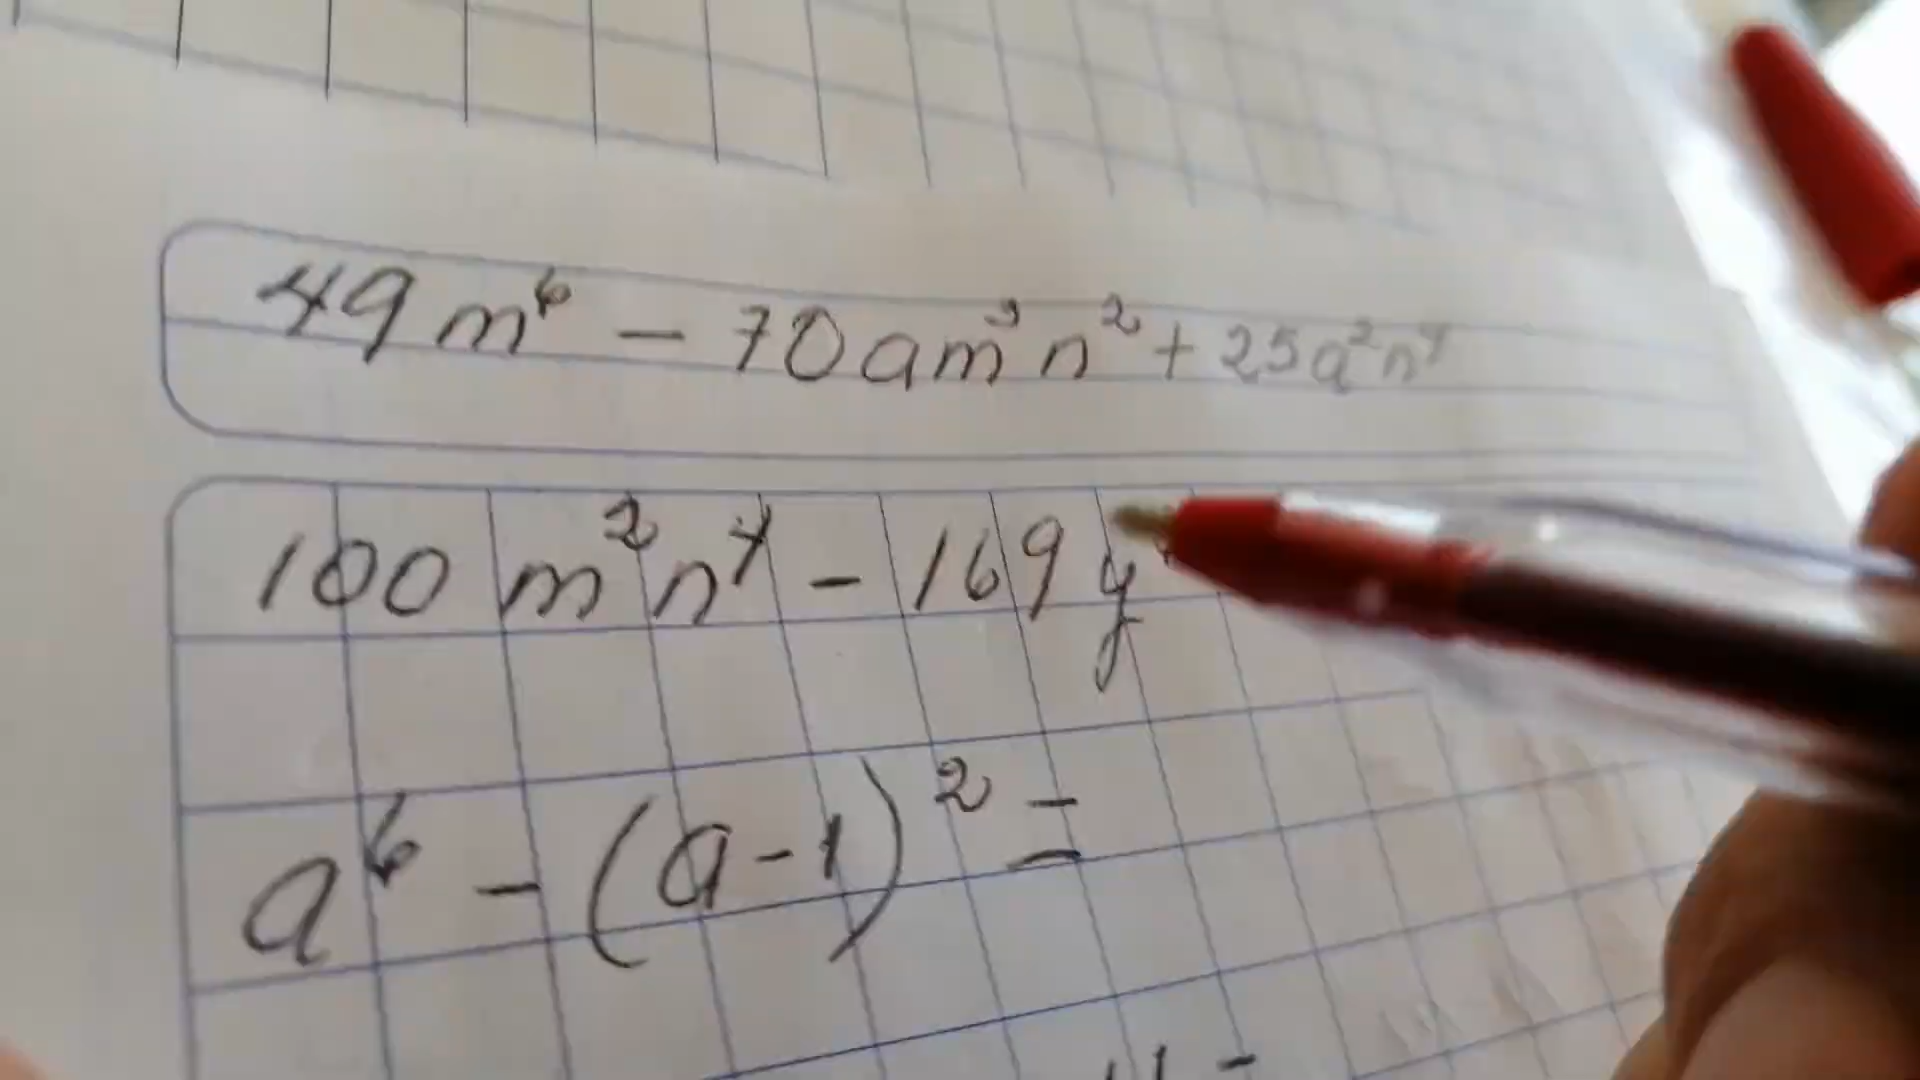 49m⁶ - 70am³n² + 25a²n⁴
100m²n⁴ - 169y
a⁶ - (a-1)² =